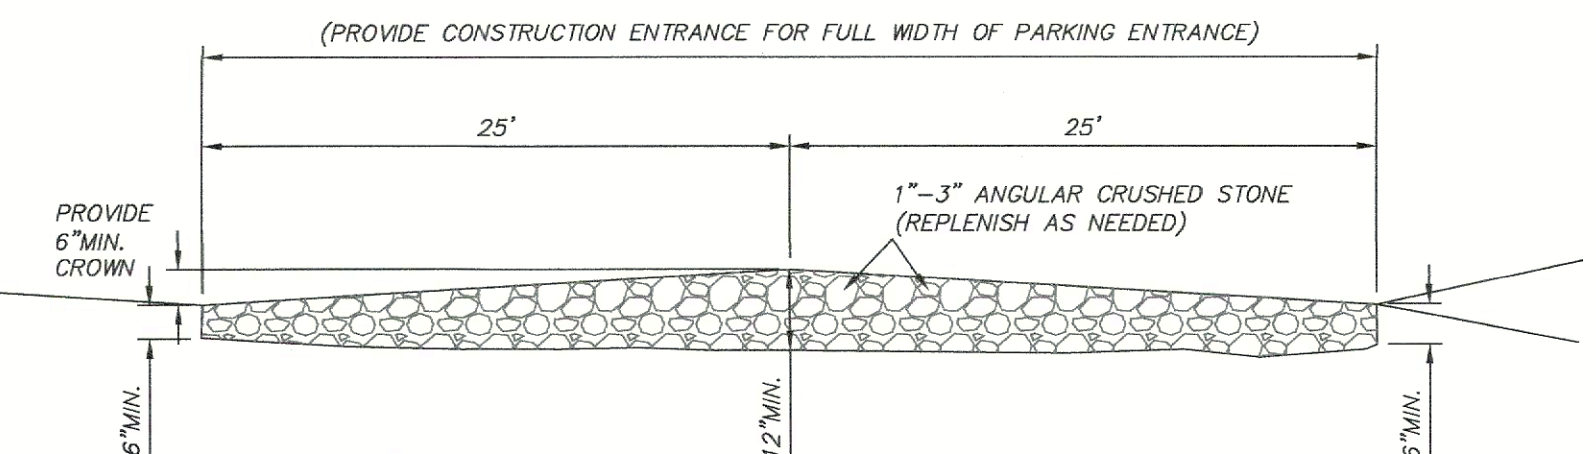 (PROVIDE CONSTRUCTION ENTRANCE FOR FULL WIDTH OF PARKING ENTRANCE)
25'
25'
1"-3" ANGULAR CRUSHED STONE
(REPLENISH AS NEEDED)
PROVIDE
6"MIN.
CROWN
6"MIN.
12"MIN.
6"MIN.